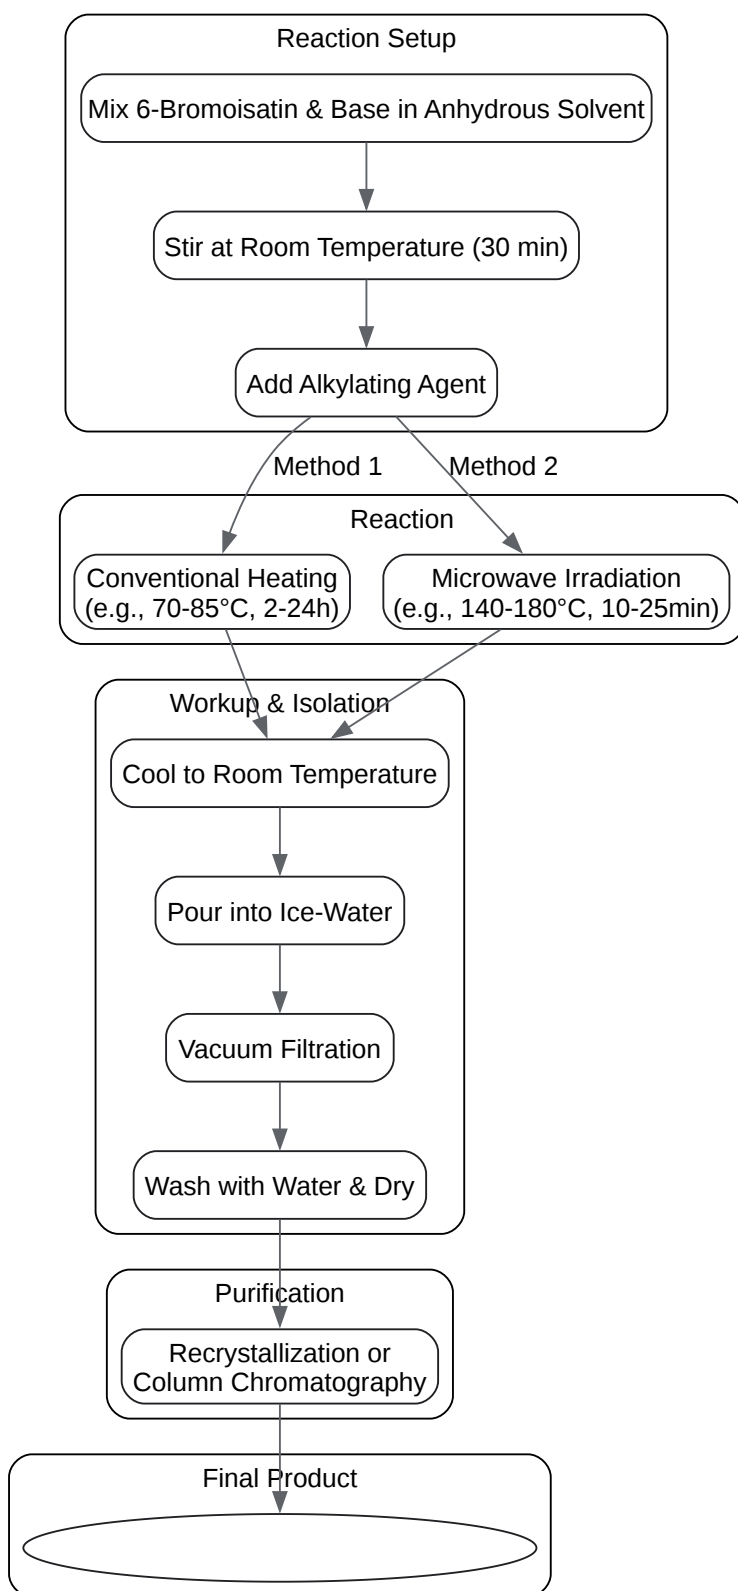 Reaction Setup
Mix 6-Bromoisatin & Base in Anhydrous Solvent
Stir at Room Temperature (30 min)
Add Alkylating Agent
Method 1
Method 2
Reaction
Conventional Heating
(e.g., 70-85°C, 2-24h)
Microwave Irradiation
(e.g., 140-180°C, 10-25min)
Workup & Isolation
Cool to Room Temperature
Pour into Ice-Water
Vacuum Filtration
Wash with Water & Dry
Purification
Recrystallization or
Column Chromatography
Final Product